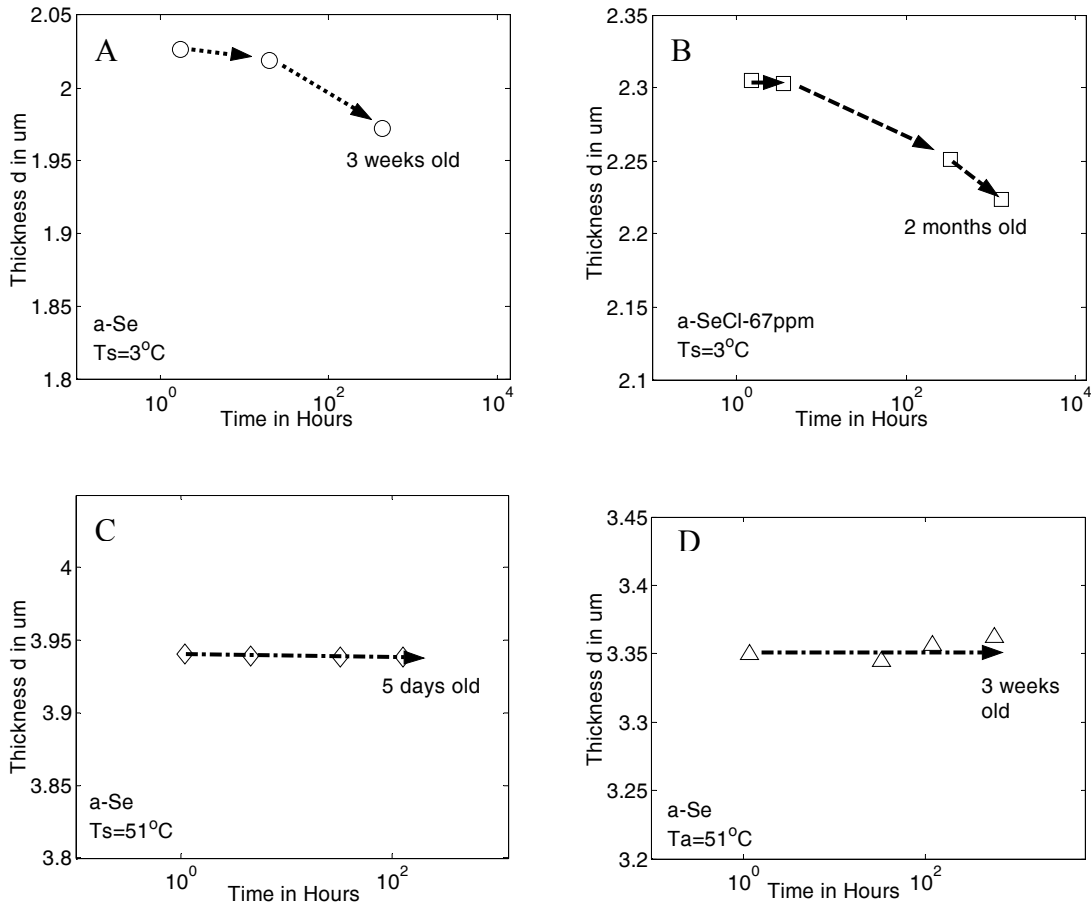 A
2.05
2
1.95
1.9
1.85
1.8
Thickness d in um
3 weeks old
a-Se
Ts=3°C
10⁰ 10² 10⁴
Time in Hours
B
2.35
2.3
2.25
2.2
2.15
2.1
Thickness d in um
2 months old
a-SeCl-67ppm
Ts=3°C
10⁰ 10² 10⁴
Time in Hours
C
4
3.95
3.9
3.85
3.8
Thickness d in um
5 days old
a-Se
Ts=51°C
10⁰ 10²
Time in Hours
D
3.45
3.4
3.35
3.3
3.25
3.2
Thickness d in um
3 weeks
old
a-Se
Ta=51°C
10⁰ 10²
Time in Hours